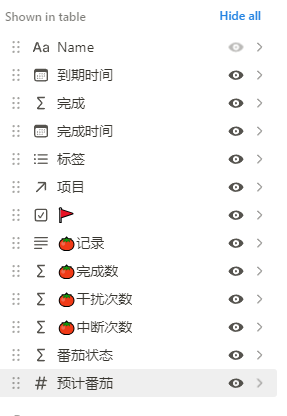 Shown in table Hide all
Aa Name
到期时间
Σ 完成
完成时间
标签
项目
🚩
🍅记录
Σ 🍅完成数
Σ 🍅干扰次数
Σ 🍅中断次数
Σ 番茄状态
# 预计番茄